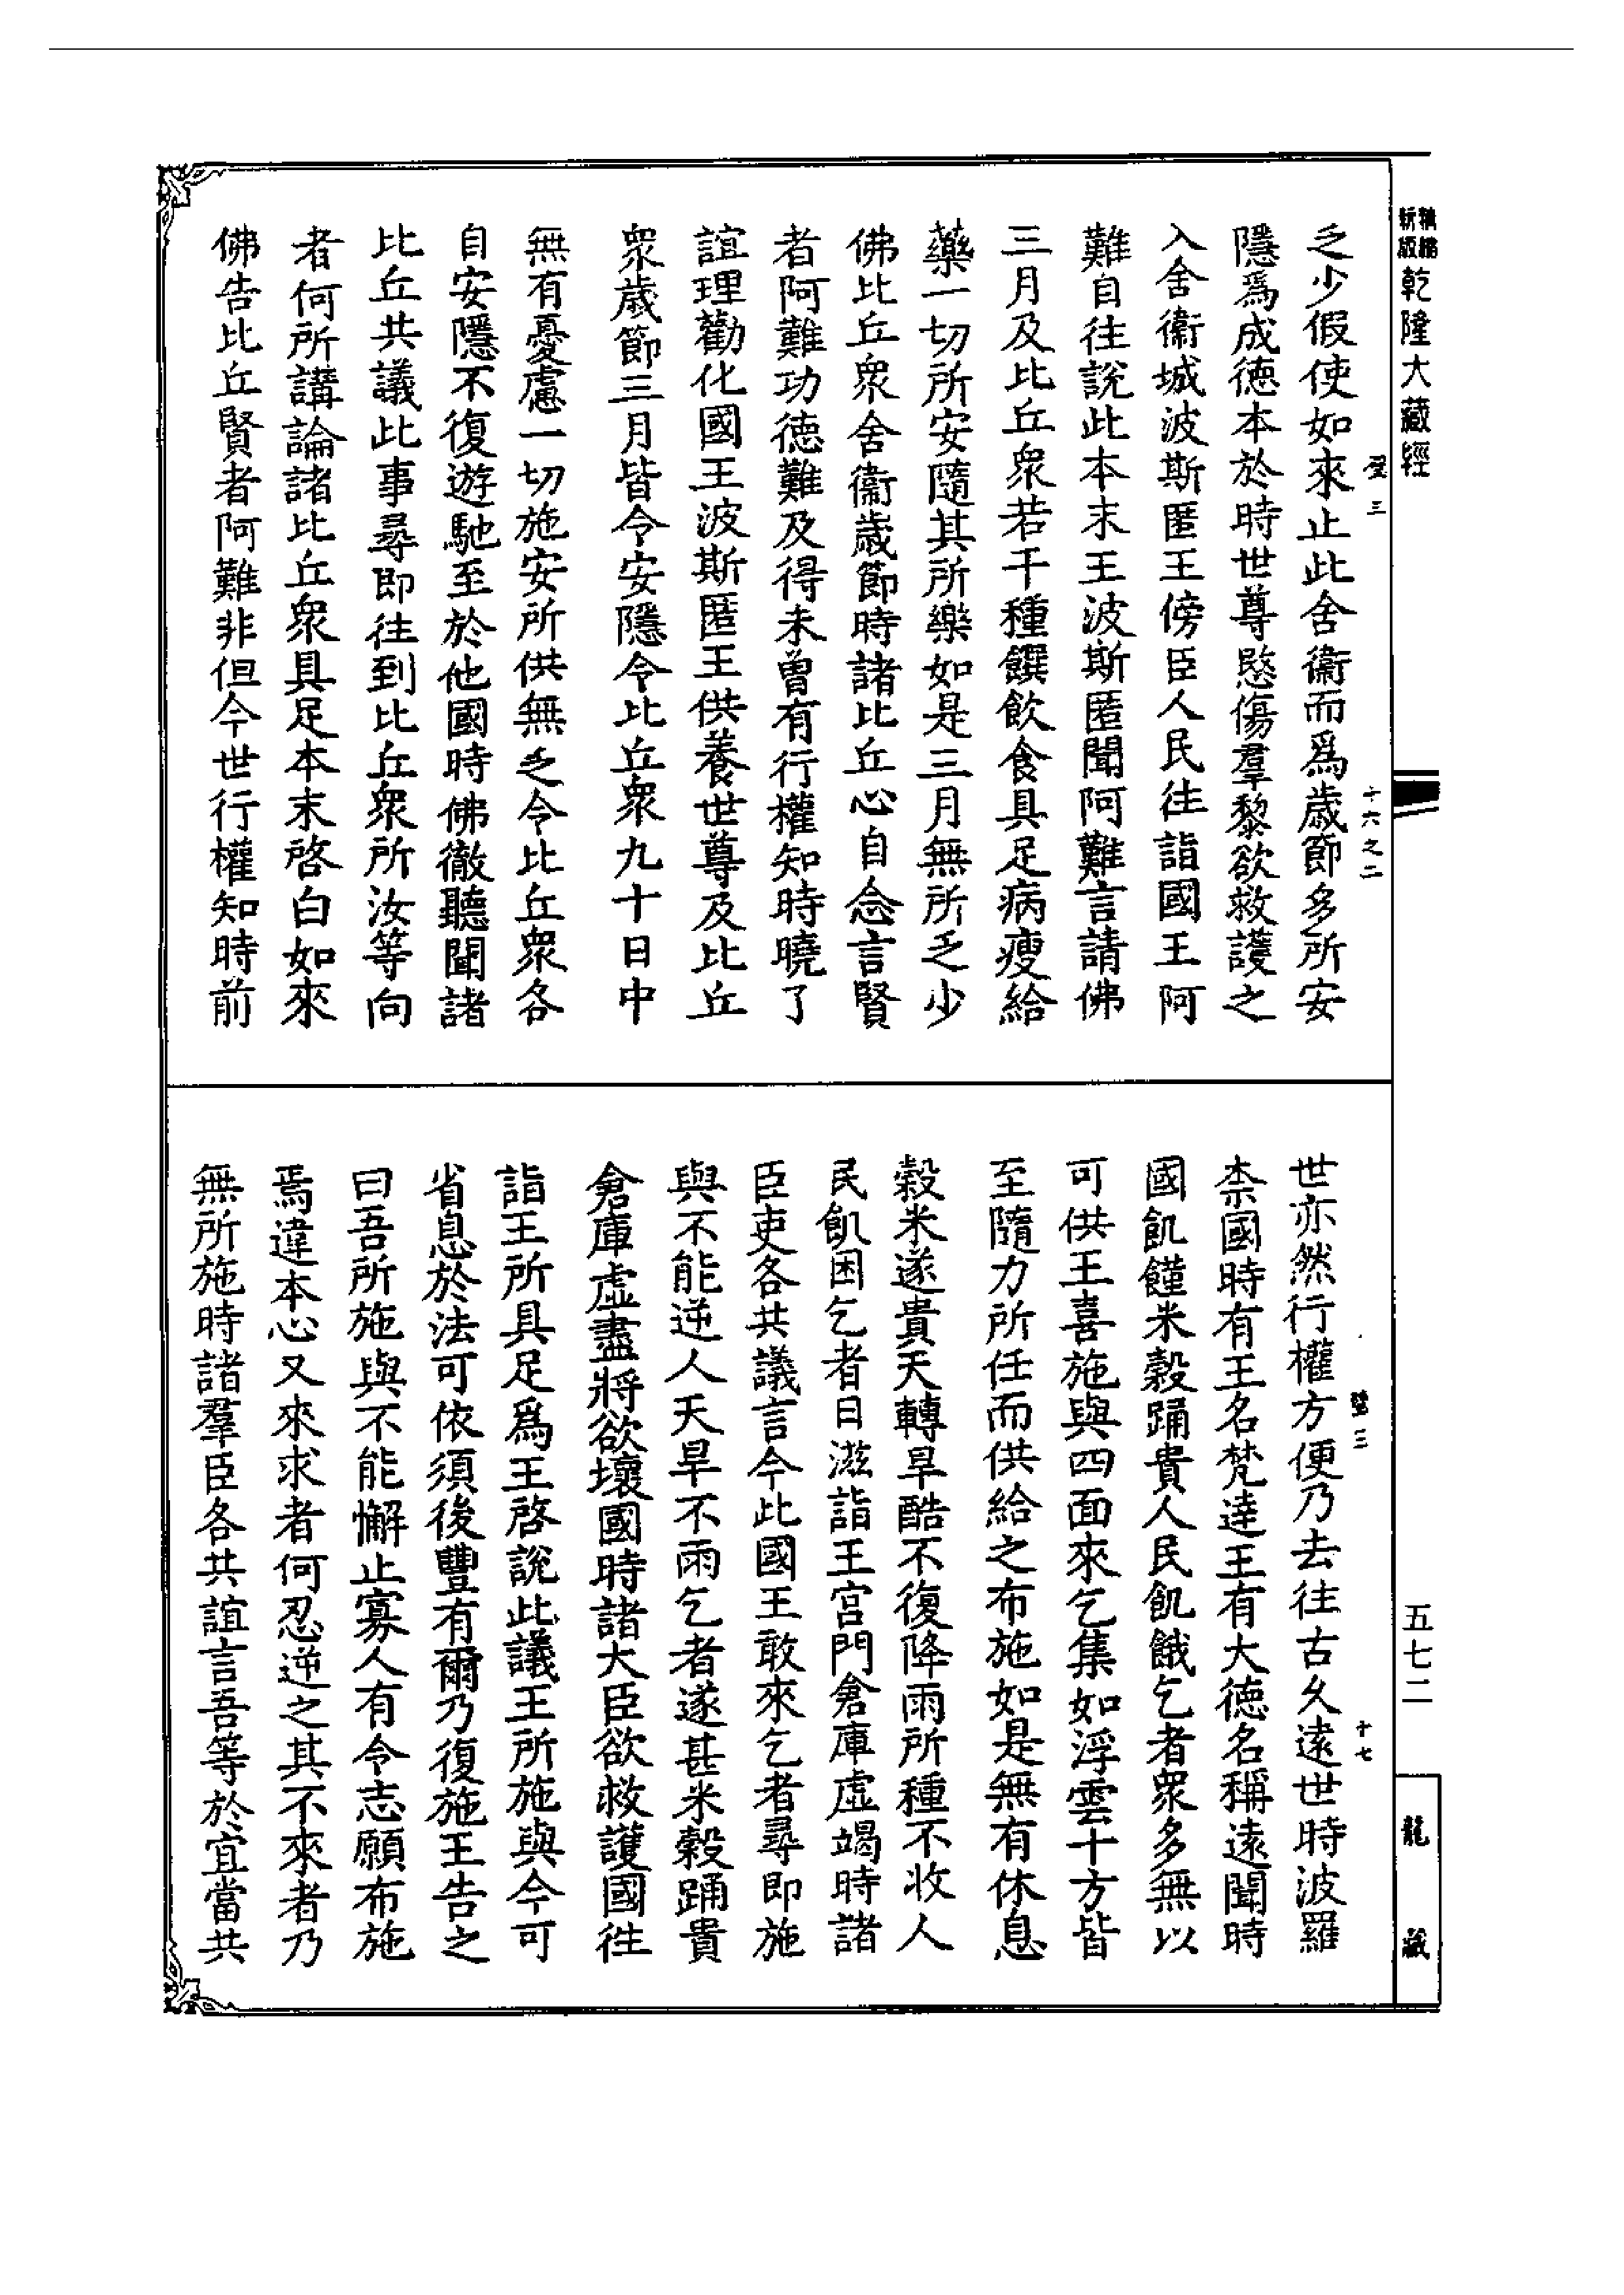 精縮
新版
乾隆大藏經
三
十六之二
乏少假使如來止此舍衞而爲歲節多所安
隱爲成德本於時世尊愍傷羣黎欲救護之
入舍衞城波斯匿王傍臣人民往詣國王阿
難自往說此本末王波斯匿聞阿難言請佛
三月及比丘衆若干種饌飲食具足病瘦給
藥一切所安隨其所樂如是三月無所乏少
佛比丘衆舍衞歲節時諸比丘心自念言賢
者阿難功德難及得未曾有行權知時曉了
誼理勸化國王波斯匿王供養世尊及比丘
衆歲節三月皆令安隱令比丘衆九十日中
無有憂慮一切施安所供無乏令比丘衆各
自安隱不復遊馳至於他國時佛徹聽聞諸
比丘共議此事尋即往到比丘衆所汝等向
者何所講論諸比丘衆具足本末啓白如來
佛告比丘賢者阿難非但今世行權知時前
三
十七
世亦然行權方便乃去往古久遠世時波羅
柰國時有王名梵達王有大德名稱遠聞時
國飢饉米穀踊貴人民飢餓乞者衆多無以
可供王喜施與四面來乞集如浮雲十方皆
至隨力所任而供給之布施如是無有休息
穀米遂貴天轉旱酷不復降雨所種不收人
民飢困乞者日滋詣王宮門倉庫虛竭時諸
臣吏各共議言今此國王敢來乞者尋即施
與不能逆人天旱不雨乞者遂甚米穀踊貴
倉庫虛盡將欲壞國時諸大臣欲救護國往
詣王所具足爲王啓說此議王所施與今可
省息於法可依須後豐有爾乃復施王告之
曰吾所施與不能懈止寡人有令志願布施
焉違本心又來求者何忍逆之其不來者乃
無所施時諸羣臣各共誼言吾等於宜當共
五七二
龍藏